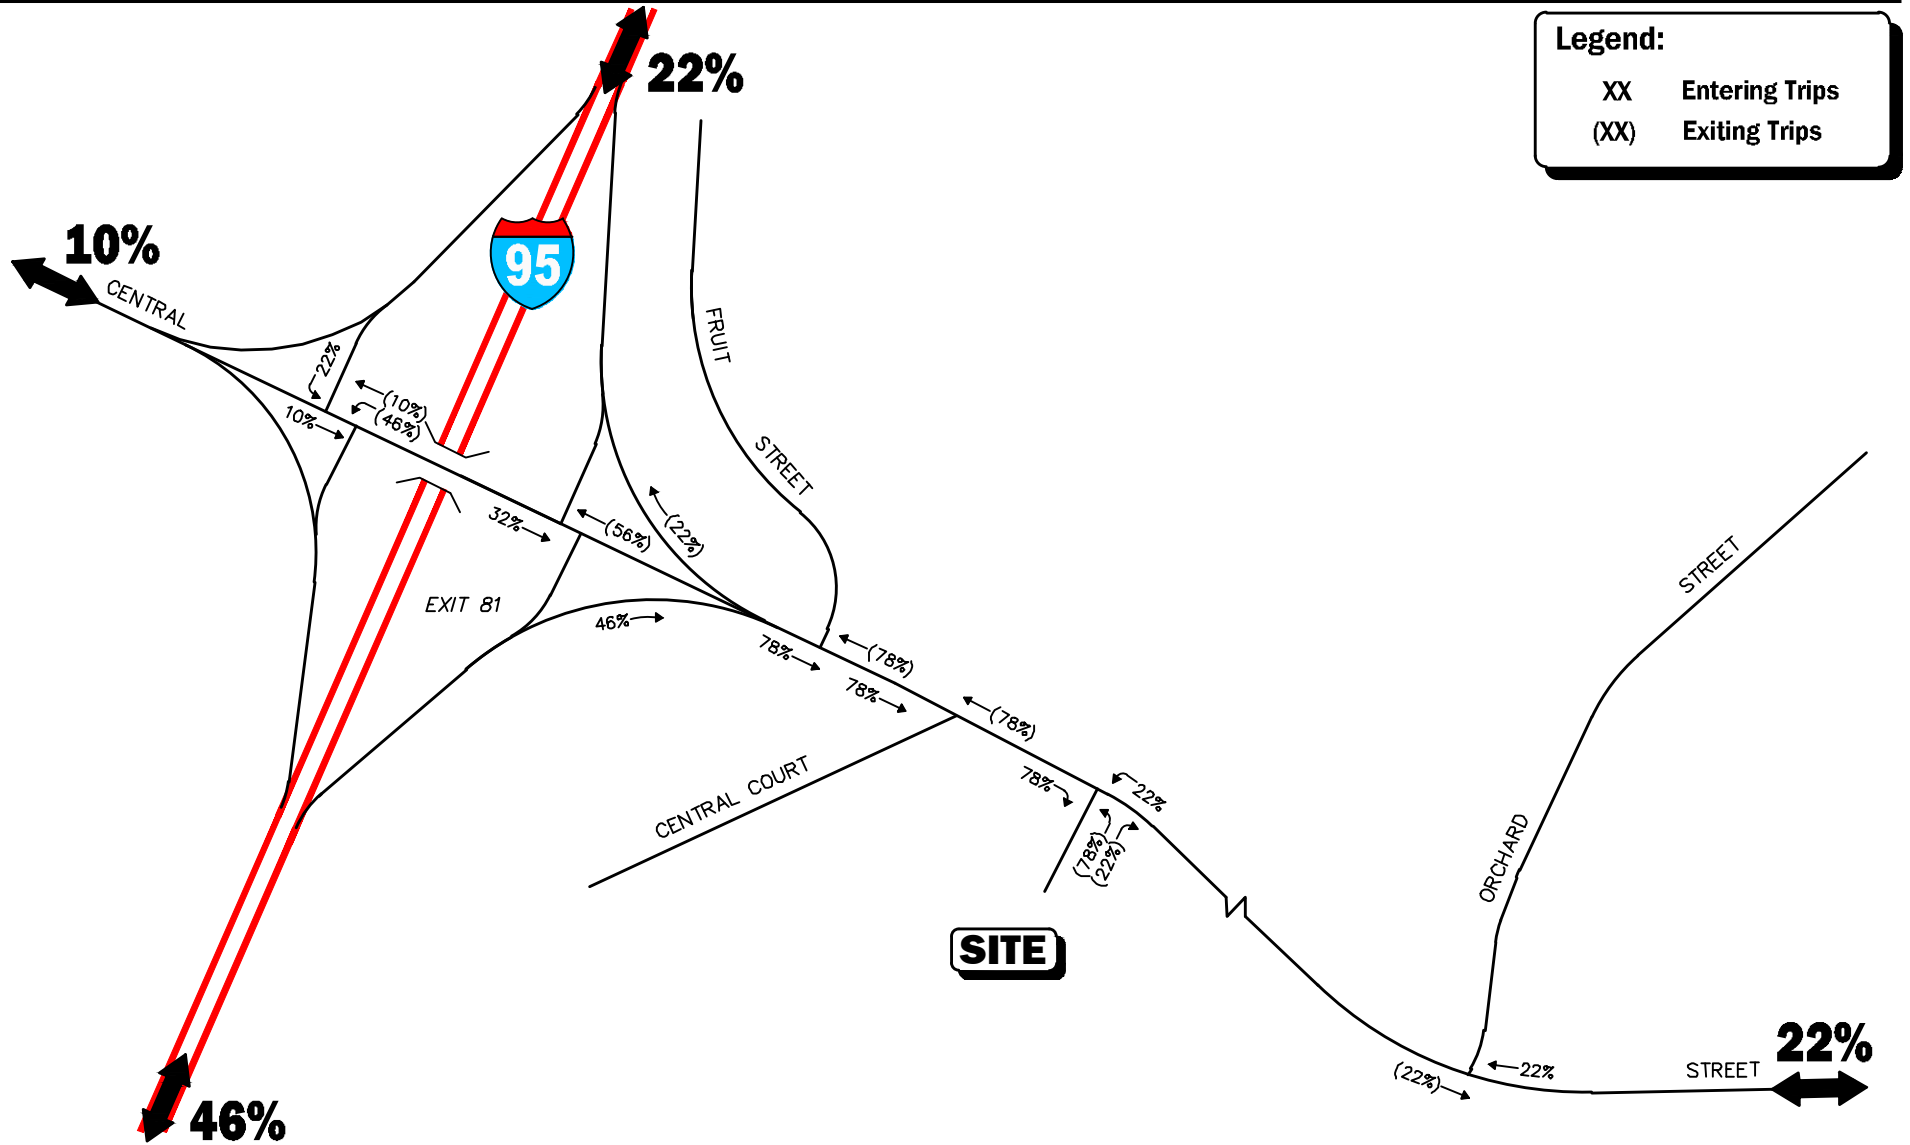 22%
Legend:
XX Entering Trips
(XX) Exiting Trips
10%
CENTRAL
95
FRUIT
STREET
22%
(10%)
(46%)
10%
32%
(56%)
(22%)
EXIT 81
46%
78%
(78%)
78%
(78%)
CENTRAL COURT
78%
22%
(78%)
(22%)
SITE
STREET
ORCHARD
(22%)
22%
STREET
22%
46%